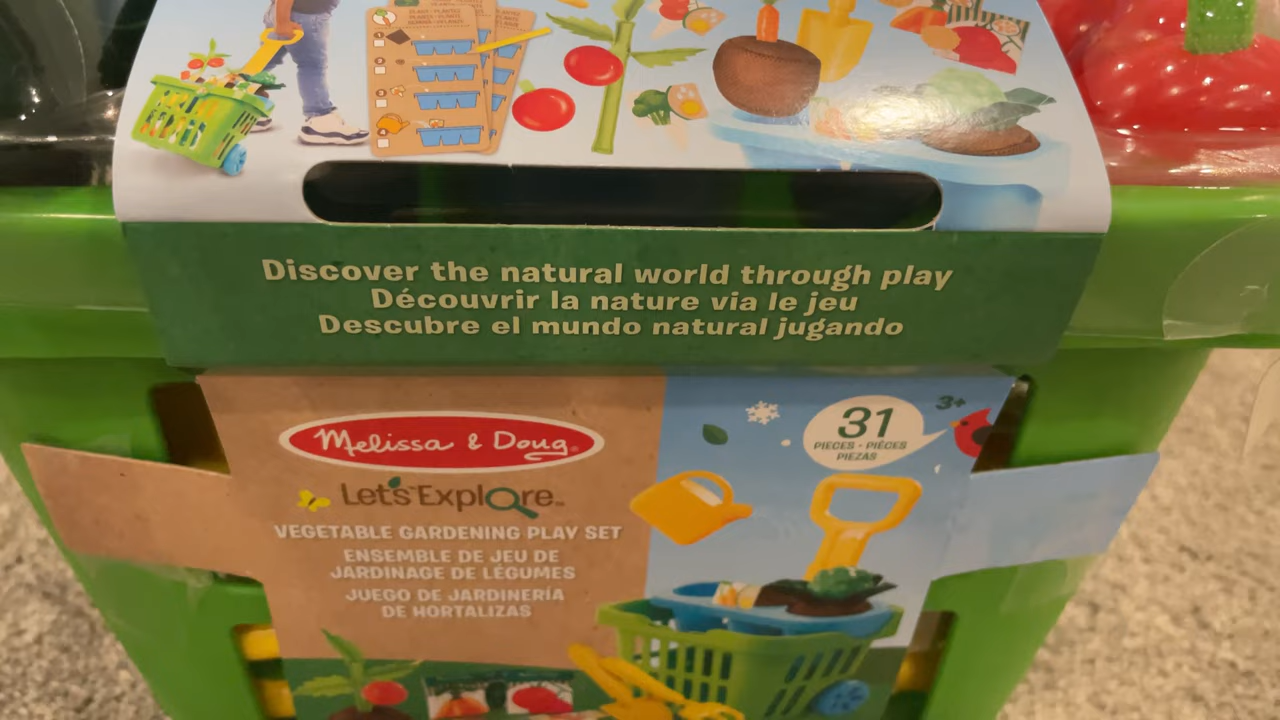 Discover the natural world through play
Découvrir la nature via le jeu
Descubre el mundo natural jugando
Melissa & Doug
Let's Explore
31
PIECES · PIÈCES
PIEZAS
3+
VEGETABLE GARDENING PLAY SET
ENSEMBLE DE JEU DE
JARDINAGE DE LÉGUMES
JUEGO DE JARDINERÍA
DE HORTALIZAS